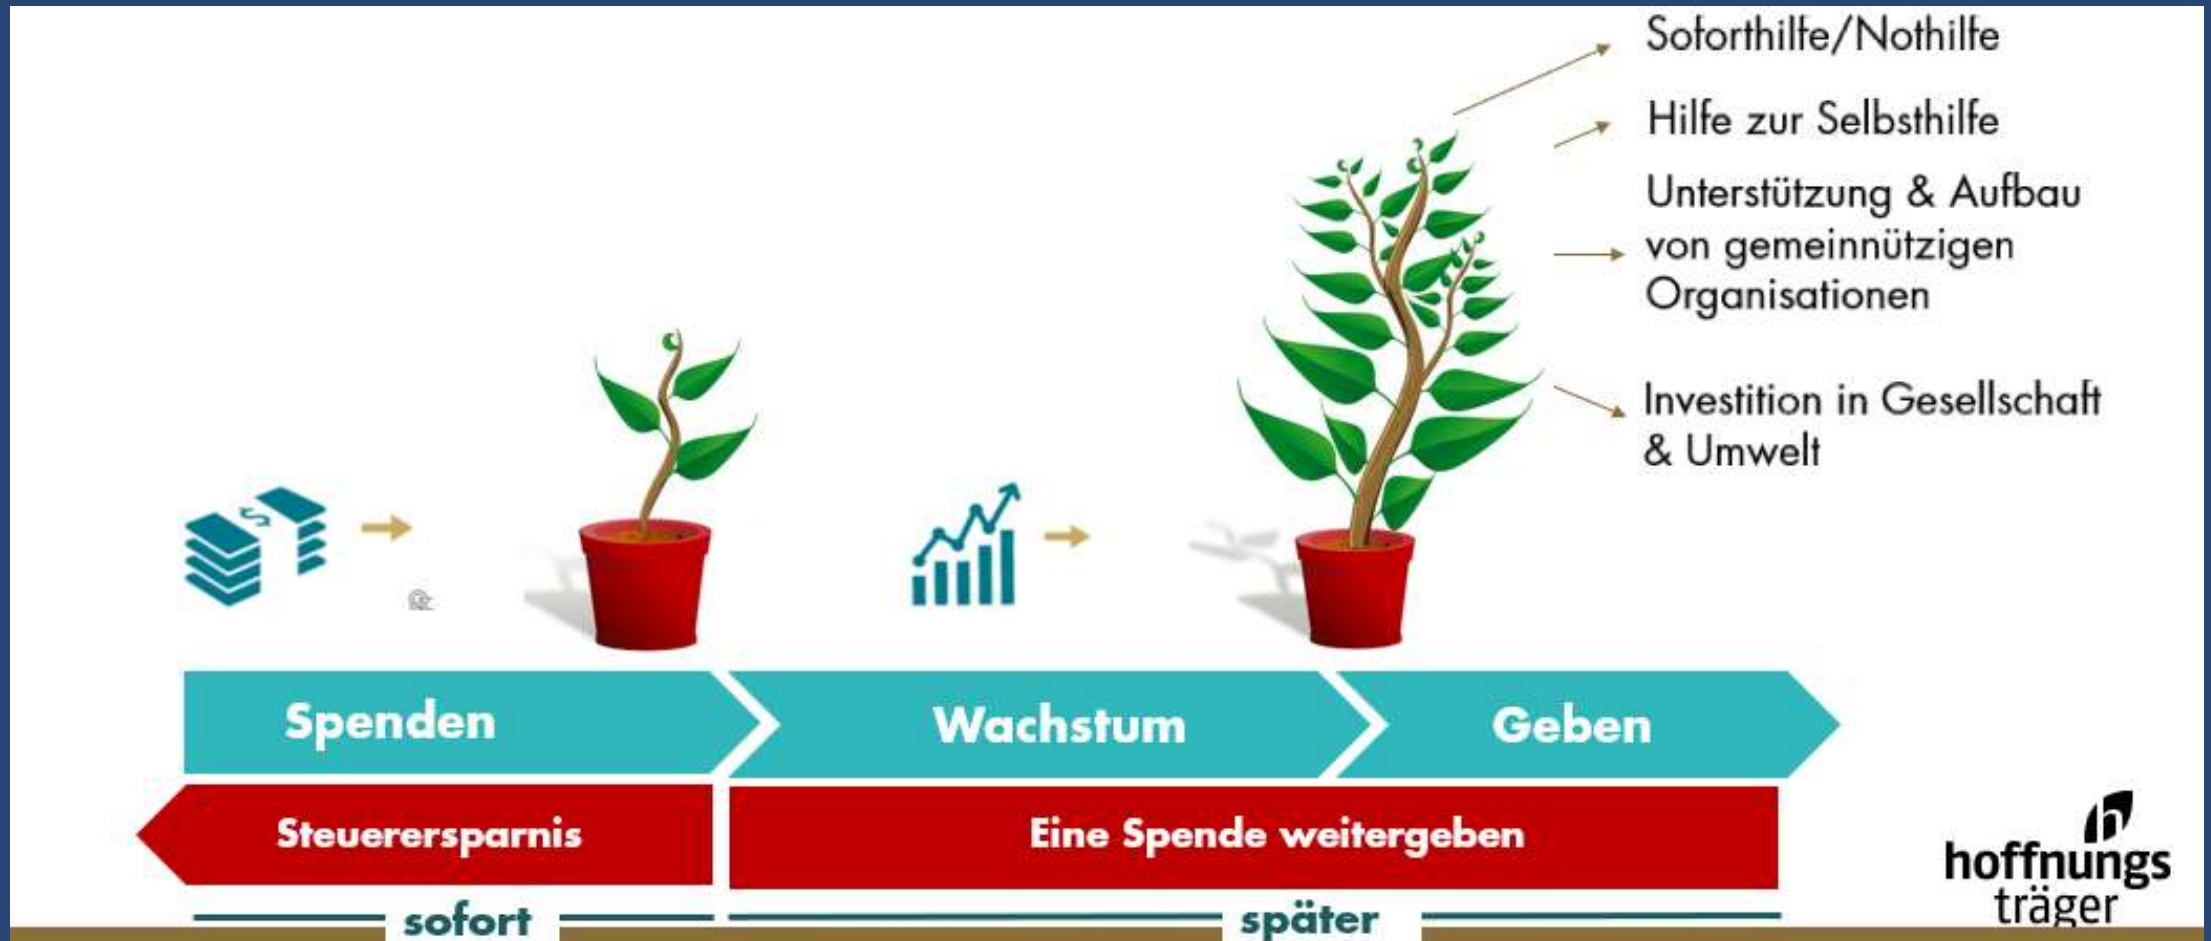 Soforthilfe/Nothilfe
Hilfe zur Selbsthilfe
Unterstützung & Aufbau
von gemeinnützigen
Organisationen
Investition in Gesellschaft
& Umwelt
$
Spenden
Wachstum
Geben
Steuerersparnis
Eine Spende weitergeben
sofort
später
h
hoffnungs
träger